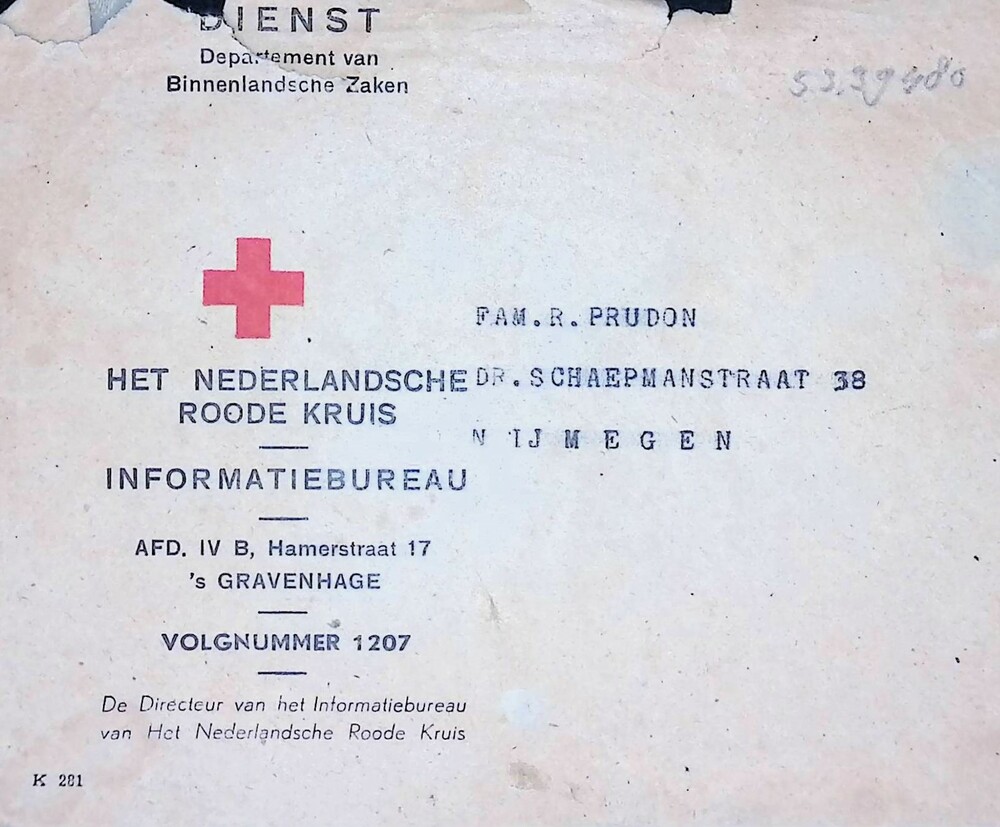 DIENST
Departement van
Binnenlandsche Zaken
HET NEDERLANDSCHE
ROODE KRUIS
INFORMATIEBUREAU
AFD. IV B, Hamerstraat 17
's GRAVENHAGE
VOLGNUMMER 1207
De Directeur van het Informatiebureau
van Het Nederlandsche Roode Kruis
K 281
FAM.R.PRUDON
DR.SCHAEPMANSTRAAT 38
N IJ M E G E N